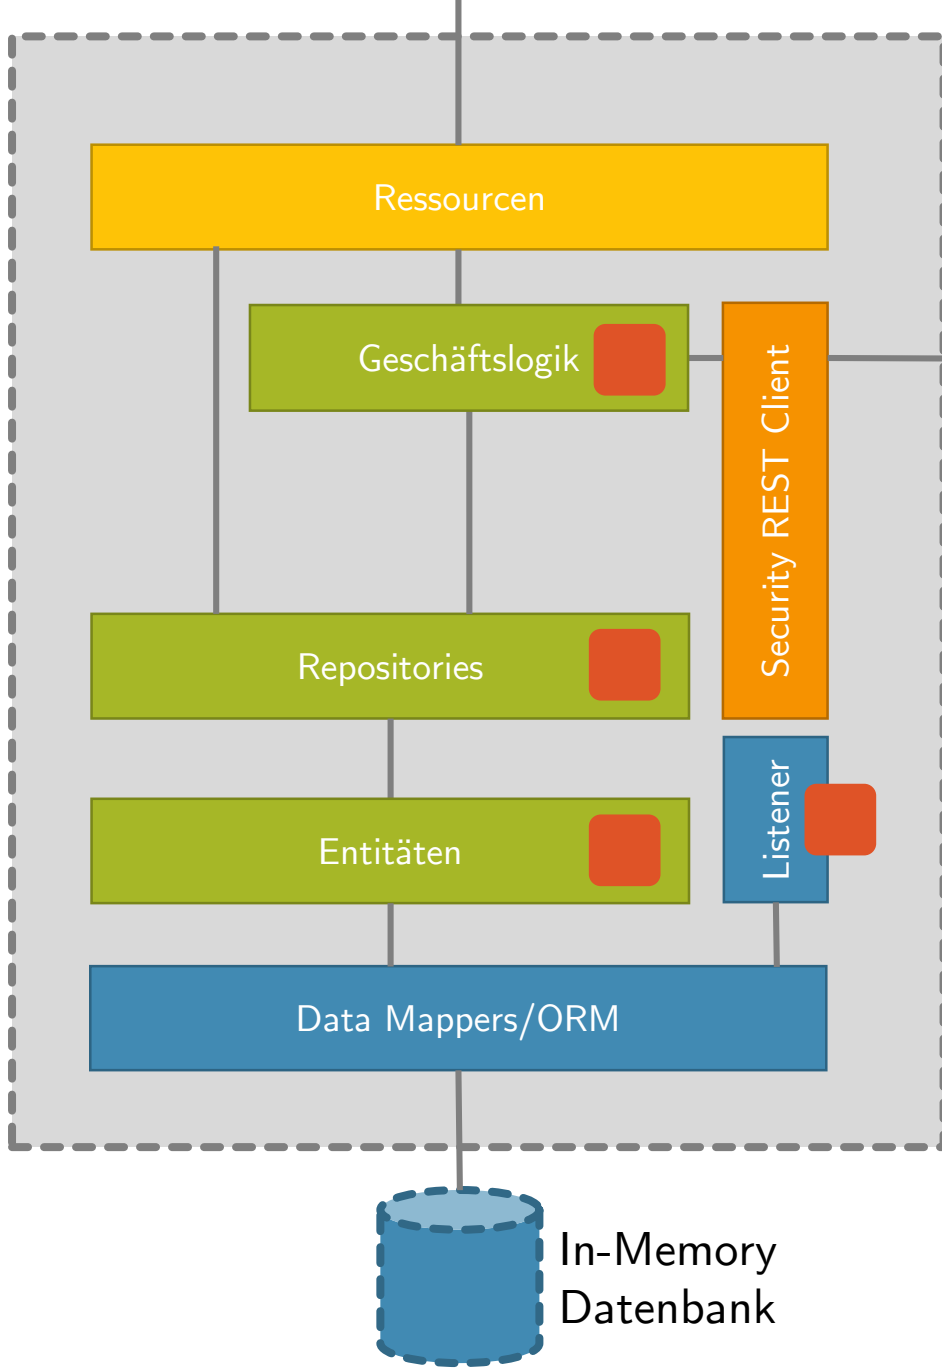 Ressourcen
Geschäftslogik
Security REST Client
Repositories
Listener
Entitäten
Data Mappers/ORM
In-Memory
Datenbank